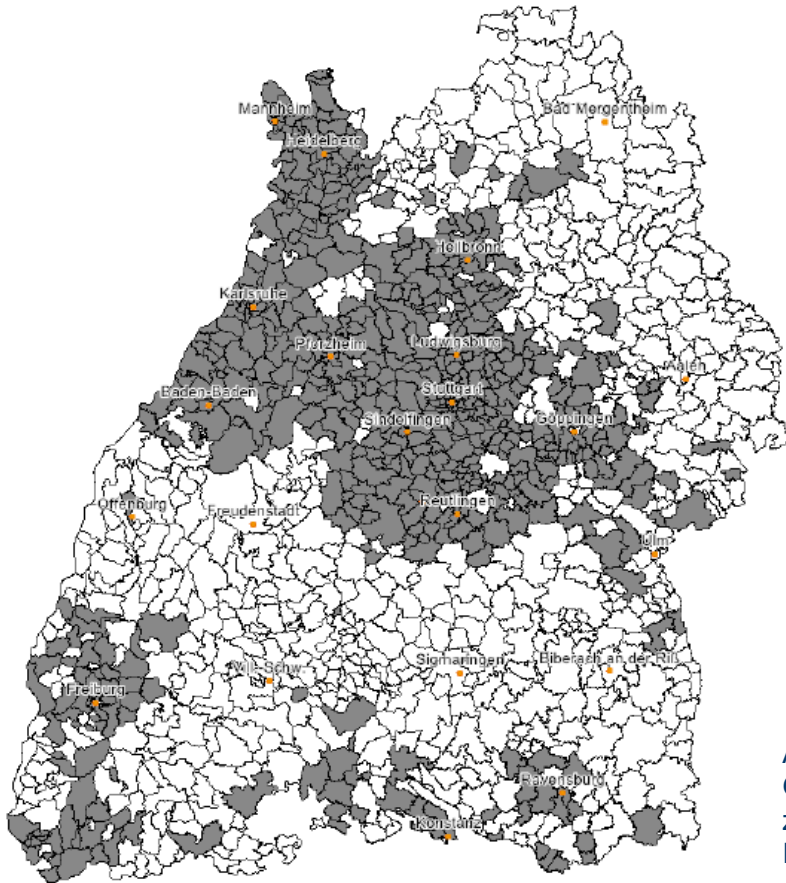 Mannheim
Bad Mergentheim
Heidelberg
Heilbronn
Karlsruhe
Pforzheim
Ludwigsburg
Aalen
Baden-Baden
Stuttgart
Sindelfingen
Göppingen
Offenburg
Freudenstadt
Reutlingen
Ulm
Vill.-Schw.
Sigmaringen
Biberach an der Riß
Freiburg
Ravensburg
Konstanz